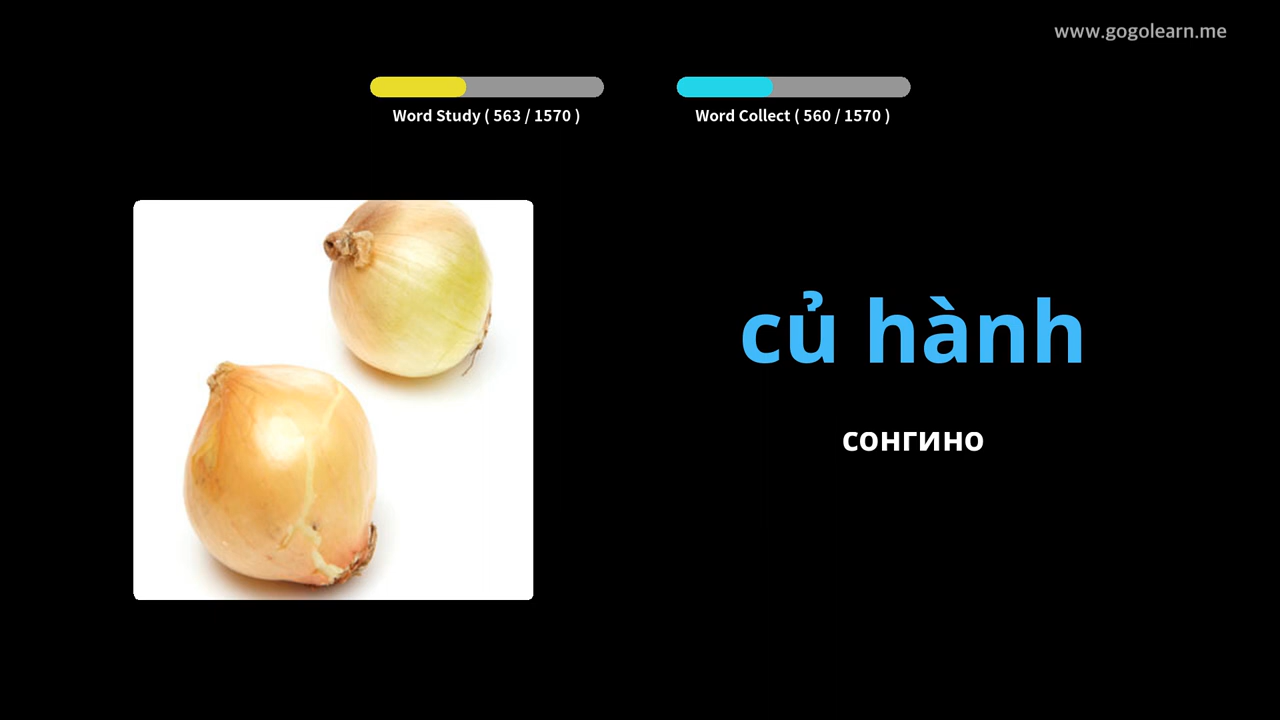 www.gogolearn.me
Word Study ( 563 / 1570 )
Word Collect ( 560 / 1570 )
củ hành
сонгино